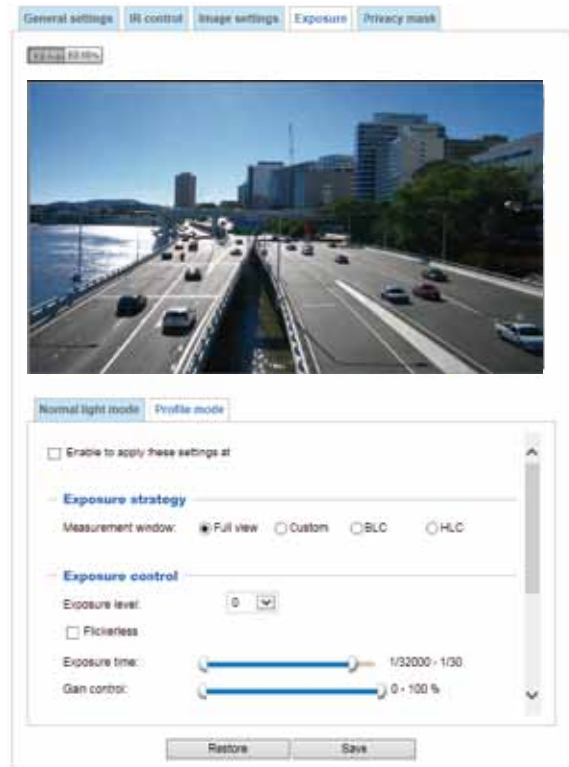 General settings IR control Image settings Exposure Privacy mask
Normal light mode Profile mode
Enable to apply these settings at
Exposure strategy
Measurement window: Full view Custom BLC HLC
Exposure control
Exposure level: 0
Flickerless
Exposure time: 1/32000 - 1/30
Gain control: 0 - 100 %
Restore Save